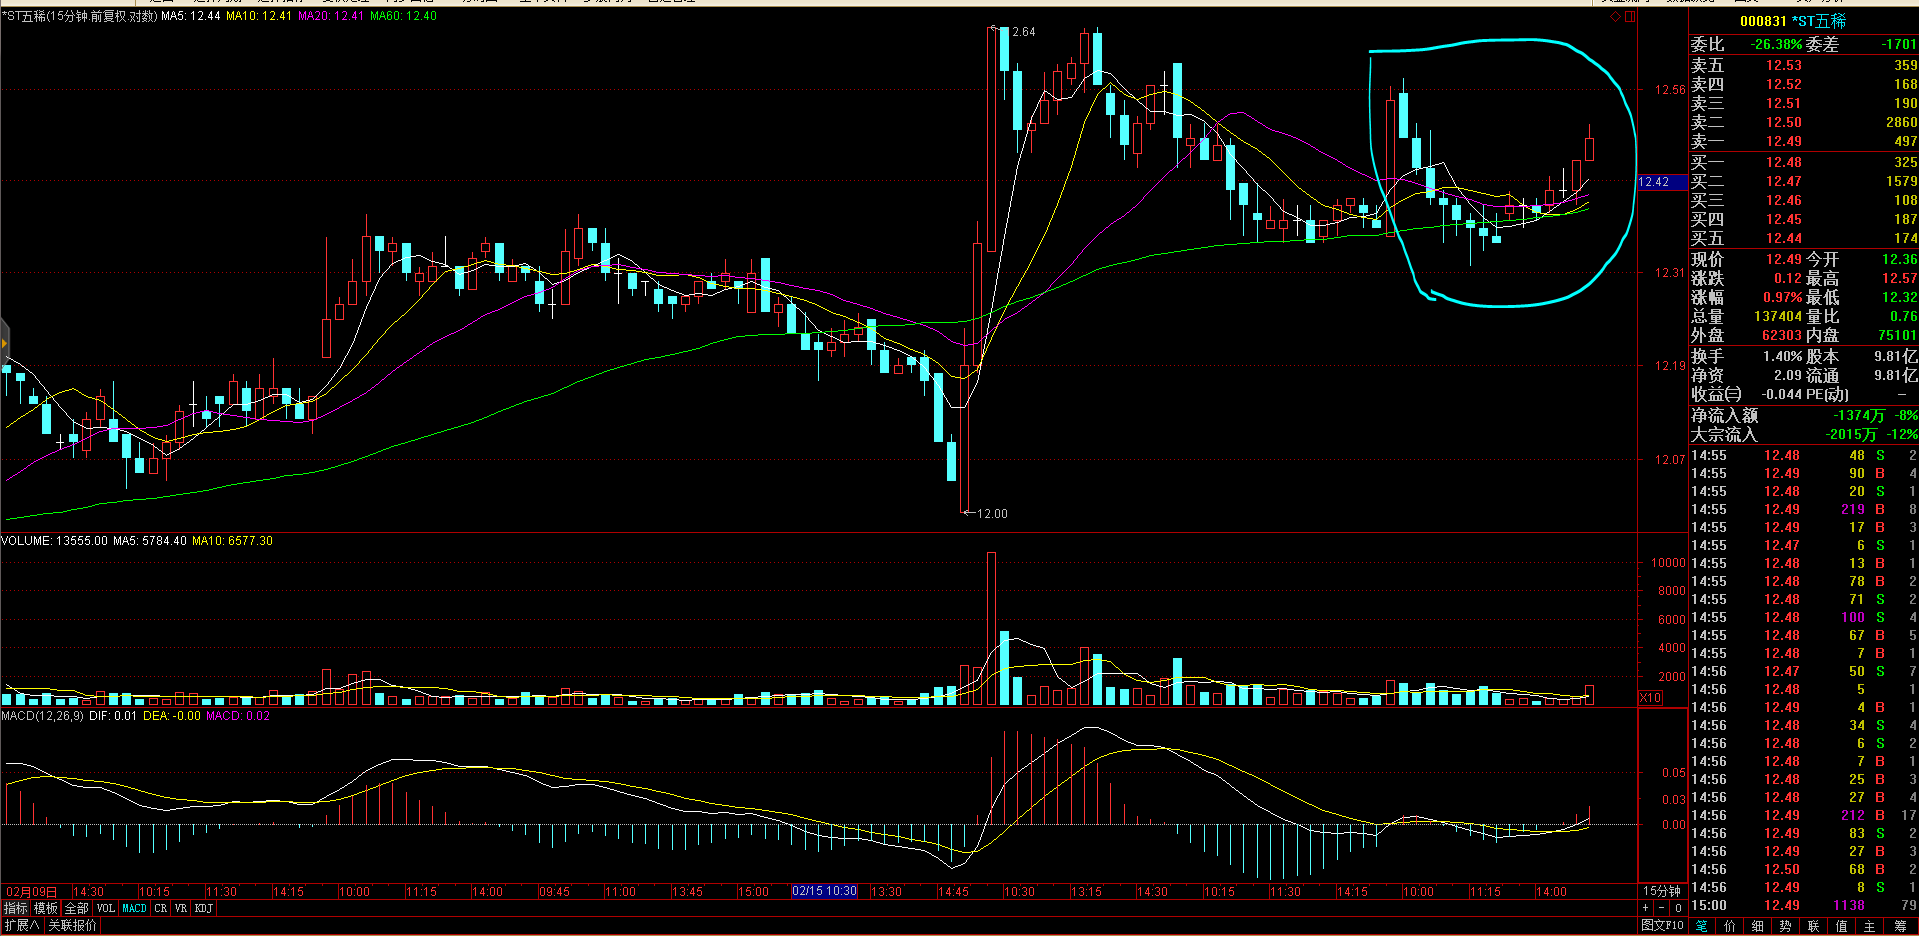 *ST五稀(15分钟.前复权.对数) MA5: 12.44 MA10: 12.41 MA20: 12.41 MA60: 12.40
2.64
12.00
12.56
12.42
12.31
12.19
12.07
VOLUME: 13555.00 MA5: 5784.40 MA10: 6577.30
10000
8000
6000
4000
2000
X10
MACD(12,26,9) DIF: 0.01 DEA: -0.00 MACD: 0.02
0.05
0.03
0.00
02月09日 14:30 10:15 11:30 14:15 10:00 11:15 14:00 09:45 11:00 13:45 15:00 02/15 10:30 13:30 14:45 10:30 13:15 14:30 10:15 11:30 14:15 10:00 11:15 14:00 15分钟
指标 模板 全部 VOL MACD CR VR KDJ + - 0
扩展∧ 关联报价 图文F10
000831 *ST五稀
委比 -26.38% 委差 -1701
卖五 12.53 359
卖四 12.52 168
卖三 12.51 190
卖二 12.50 2860
卖一 12.49 497
买一 12.48 325
买二 12.47 1579
买三 12.46 108
买四 12.45 187
买五 12.44 174
现价 12.49 今开 12.36
涨跌 0.12 最高 12.57
涨幅 0.97% 最低 12.32
总量 137404 量比 0.76
外盘 62303 内盘 75101
换手 1.40% 股本 9.81亿
净资 2.09 流通 9.81亿
收益㈢ -0.044 PE(动) –
净流入额 -1374万 -8%
大宗流入 -2015万 -12%
14:55 12.48 48 S 2
14:55 12.49 90 B 4
14:55 12.48 20 S 1
14:55 12.49 219 B 8
14:55 12.49 17 B 3
14:55 12.47 6 S 1
14:55 12.48 13 B 1
14:55 12.48 78 B 2
14:55 12.48 71 S 2
14:55 12.48 100 S 4
14:55 12.48 67 B 5
14:55 12.48 7 B 1
14:56 12.47 50 S 7
14:56 12.48 5 1
14:56 12.49 4 B 1
14:56 12.48 34 S 4
14:56 12.48 6 S 2
14:56 12.48 7 B 1
14:56 12.48 25 B 3
14:56 12.48 27 B 4
14:56 12.49 212 B 17
14:56 12.49 83 S 2
14:56 12.49 27 B 3
14:56 12.50 68 B 2
14:56 12.49 8 S 1
15:00 12.49 1138 79
笔 价 细 势 联 值 主 筹